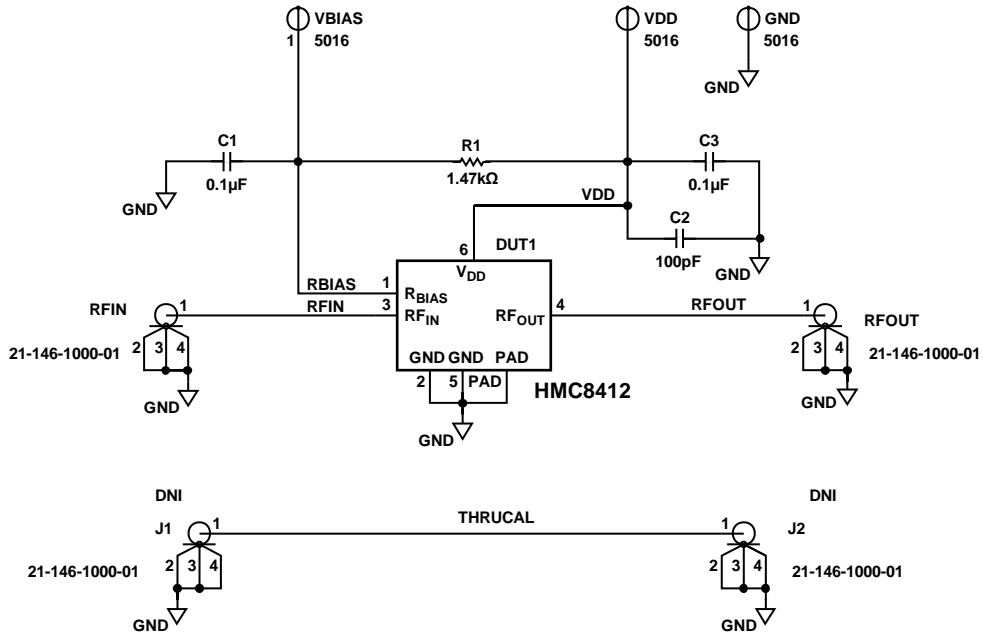 VBIAS
1
5016
VDD
5016
GND
5016
GND
C1
0.1µF
GND
R1
1.47kΩ
C3
0.1µF
VDD
C2
100pF
GND
6
DUT1
V_DD
RBIAS
1
R_BIAS
RFIN
3
RF_IN
RF_OUT
4
RFOUT
GND
GND
PAD
2
5
PAD
HMC8412
GND
RFIN
1
2
3
4
21-146-1000-01
GND
1
RFOUT
2
3
4
21-146-1000-01
GND
DNI
J1
1
THRUCAL
2
3
4
21-146-1000-01
GND
DNI
1
J2
2
3
4
21-146-1000-01
GND